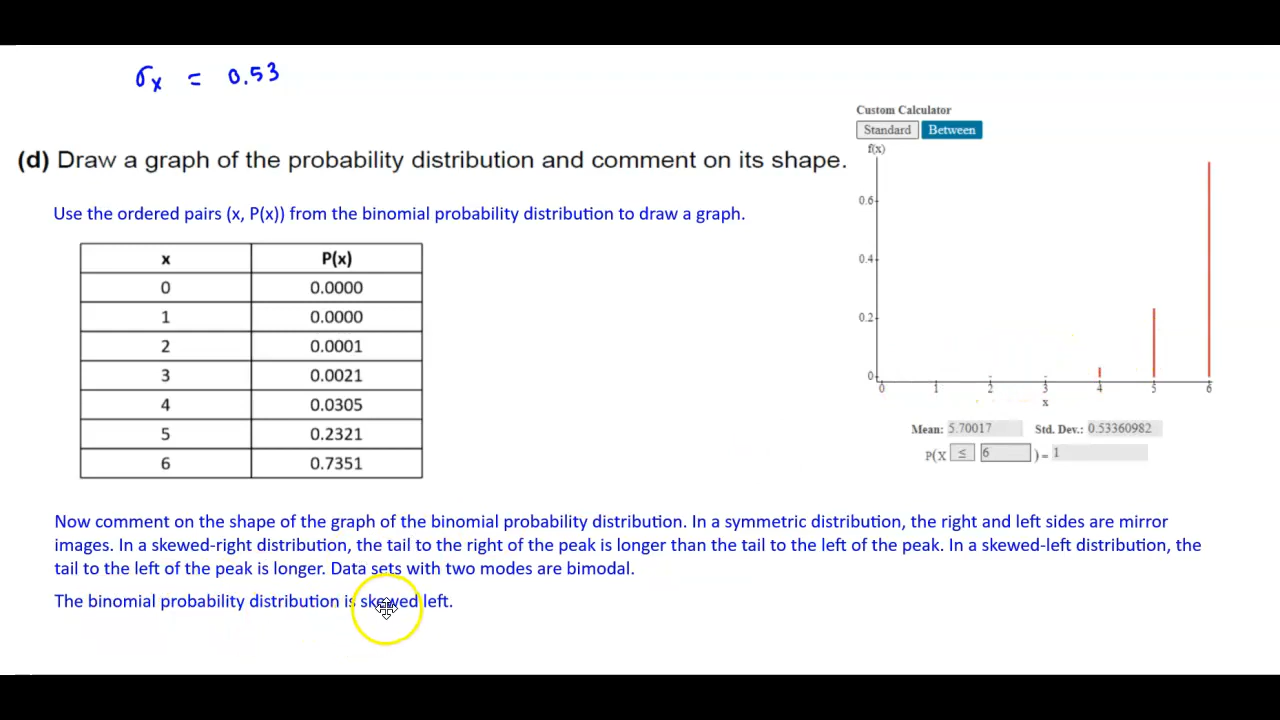 σx = 0.53
Custom Calculator
Standard Between
(d) Draw a graph of the probability distribution and comment on its shape.
f(x)
Use the ordered pairs (x, P(x)) from the binomial probability distribution to draw a graph.
x P(x)
0 0.0000
1 0.0000
2 0.0001
3 0.0021
4 0.0305
5 0.2321
6 0.7351
0.6
0.4
0.2
0
0 1 2 3 4 5 6
x
Mean: 5.70017 Std. Dev.: 0.53360982
P(X ≤ 6 ) = 1
Now comment on the shape of the graph of the binomial probability distribution. In a symmetric distribution, the right and left sides are mirror
images. In a skewed-right distribution, the tail to the right of the peak is longer than the tail to the left of the peak. In a skewed-left distribution, the
tail to the left of the peak is longer. Data sets with two modes are bimodal.
The binomial probability distribution is skewed left.